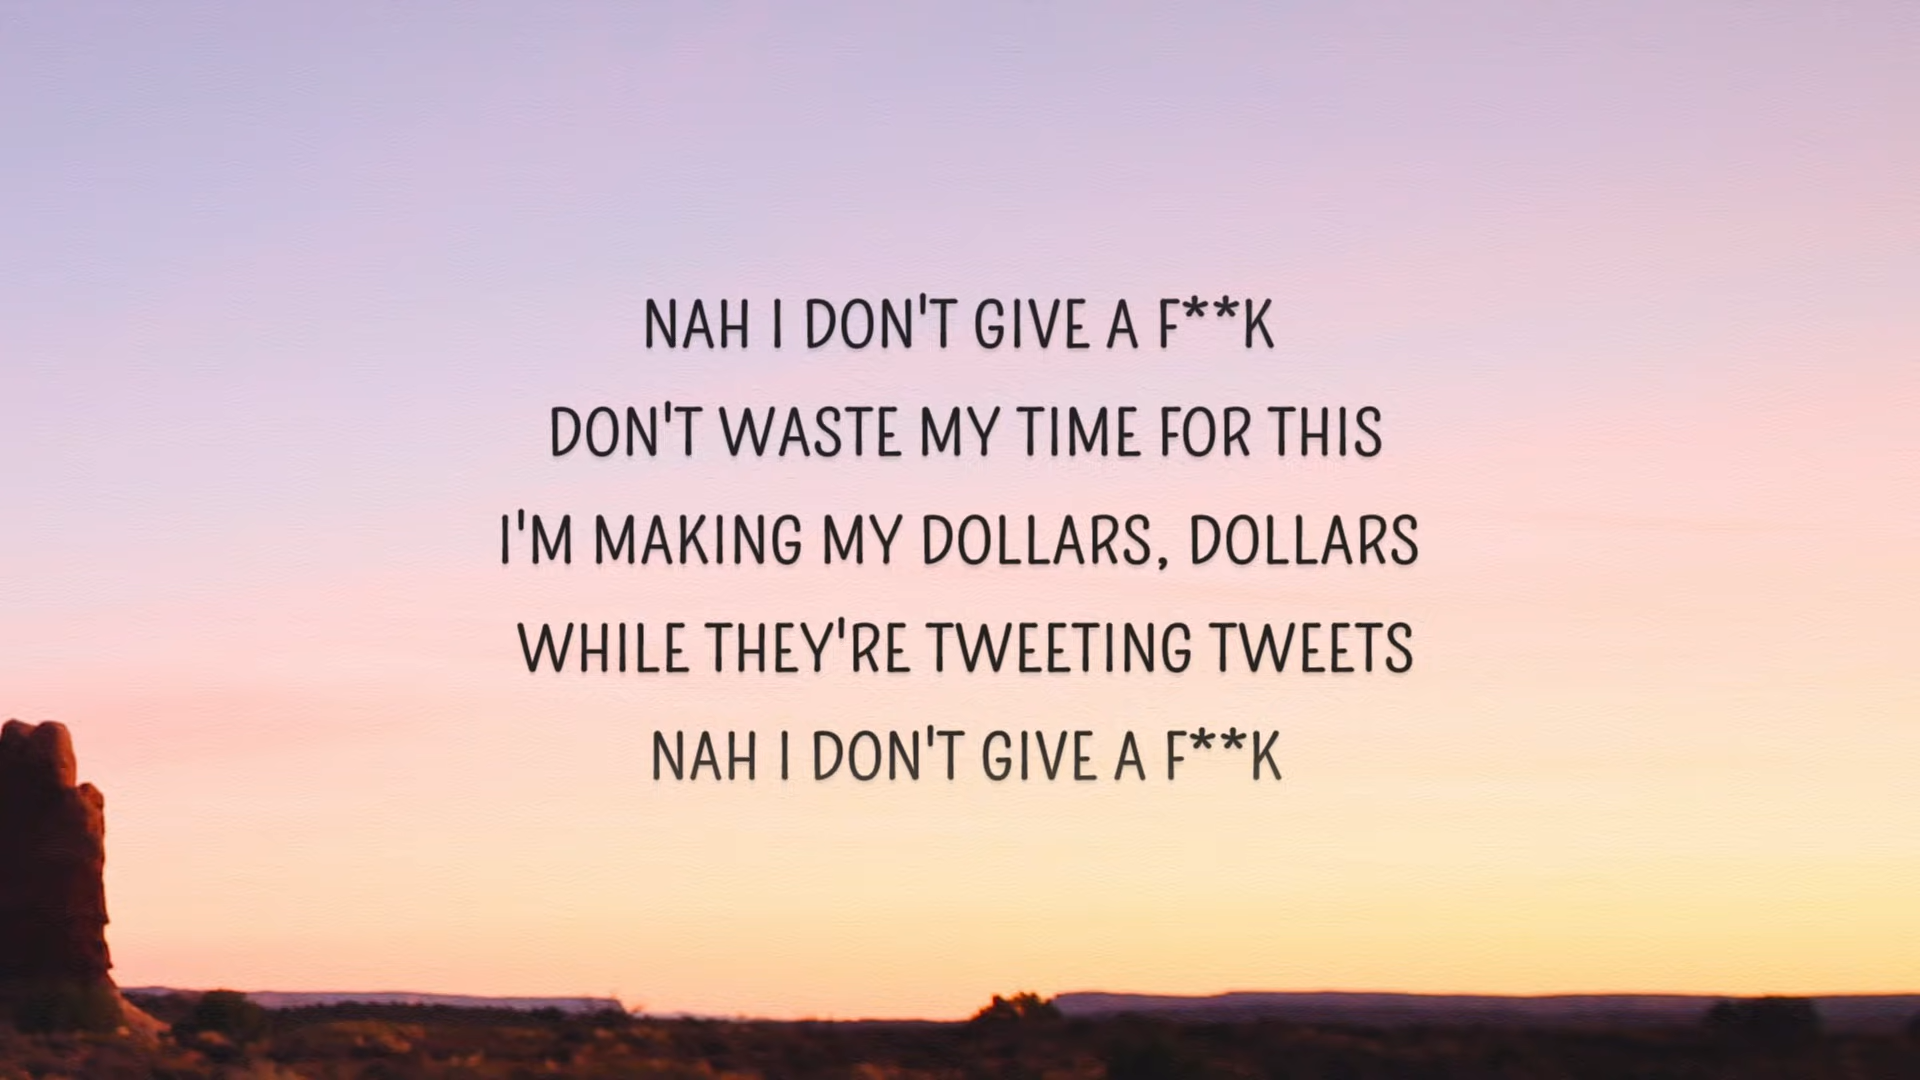 NAH I DON'T GIVE A F**K
DON'T WASTE MY TIME FOR THIS
I'M MAKING MY DOLLARS, DOLLARS
WHILE THEY'RE TWEETING TWEETS
NAH I DON'T GIVE A F**K